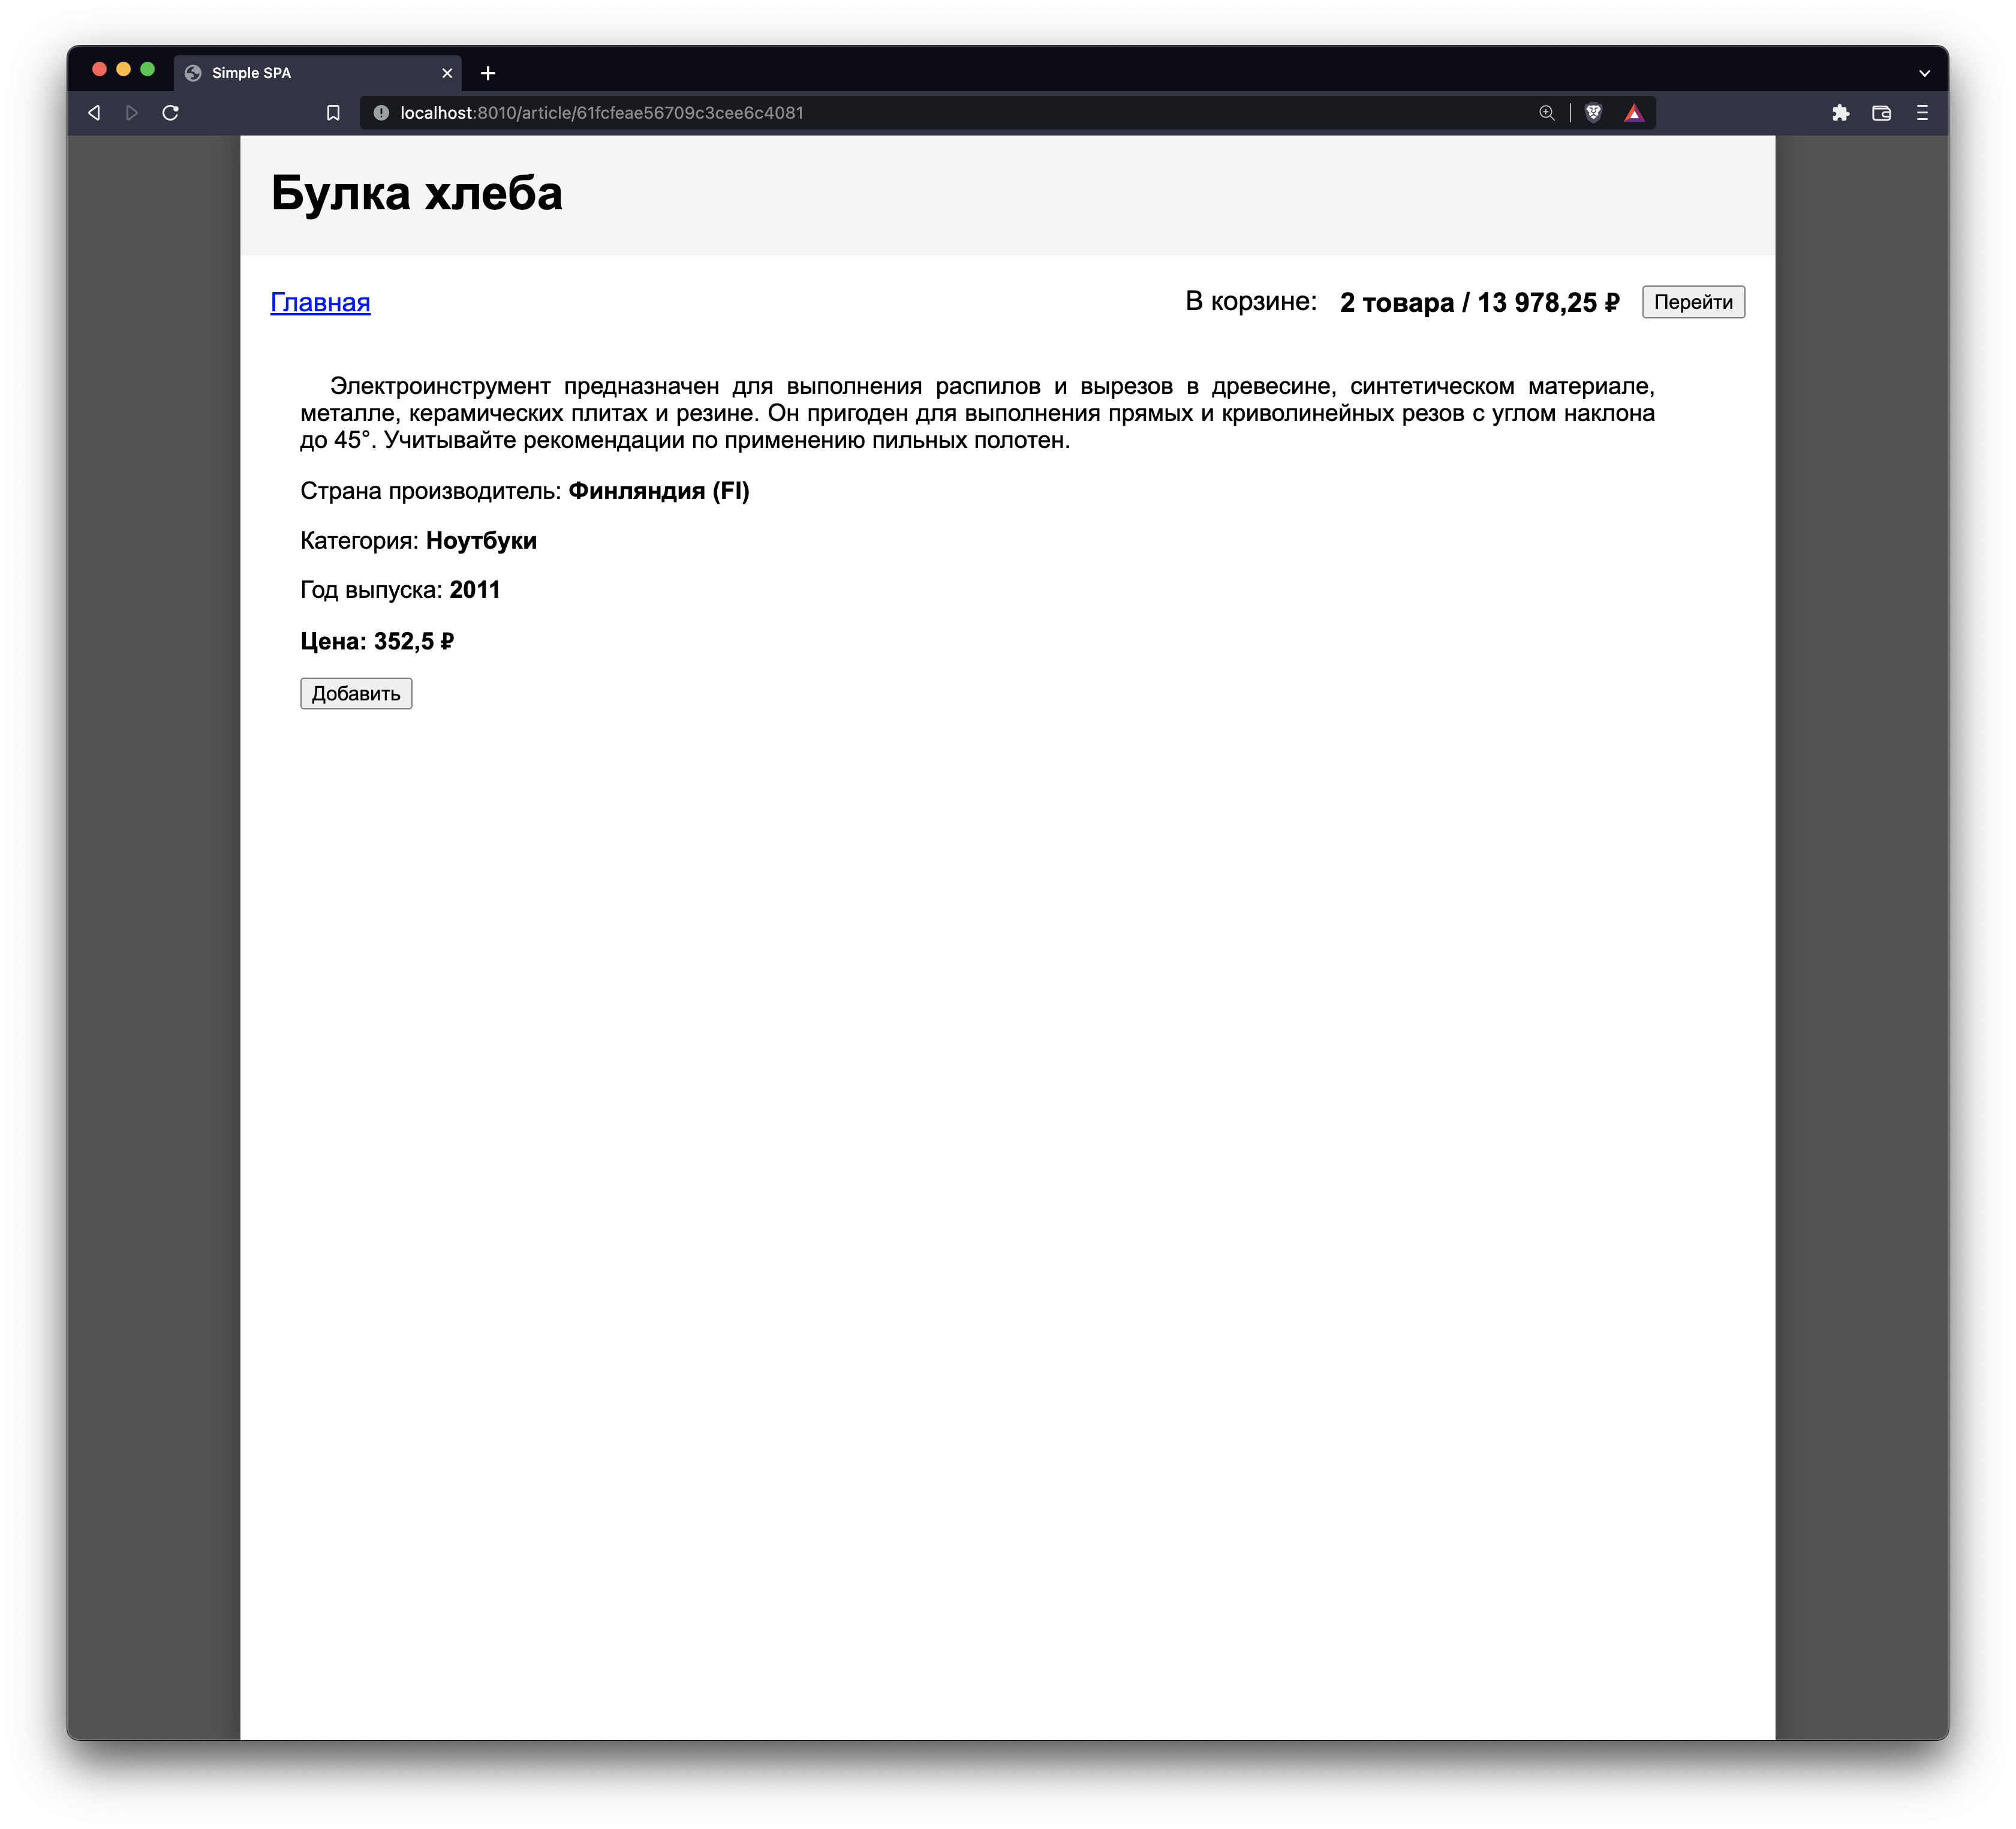 Simple SPA
localhost:8010/article/61fcfeae56709c3cee6c4081
Булка хлеба
Главная
В корзине: 2 товара / 13 978,25 ₽ Перейти
Электроинструмент предназначен для выполнения распилов и вырезов в древесине, синтетическом материале,
металле, керамических плитах и резине. Он пригоден для выполнения прямых и криволинейных резов с углом наклона
до 45°. Учитывайте рекомендации по применению пильных полотен.
Страна производитель: Финляндия (FI)
Категория: Ноутбуки
Год выпуска: 2011
Цена: 352,5 ₽
Добавить